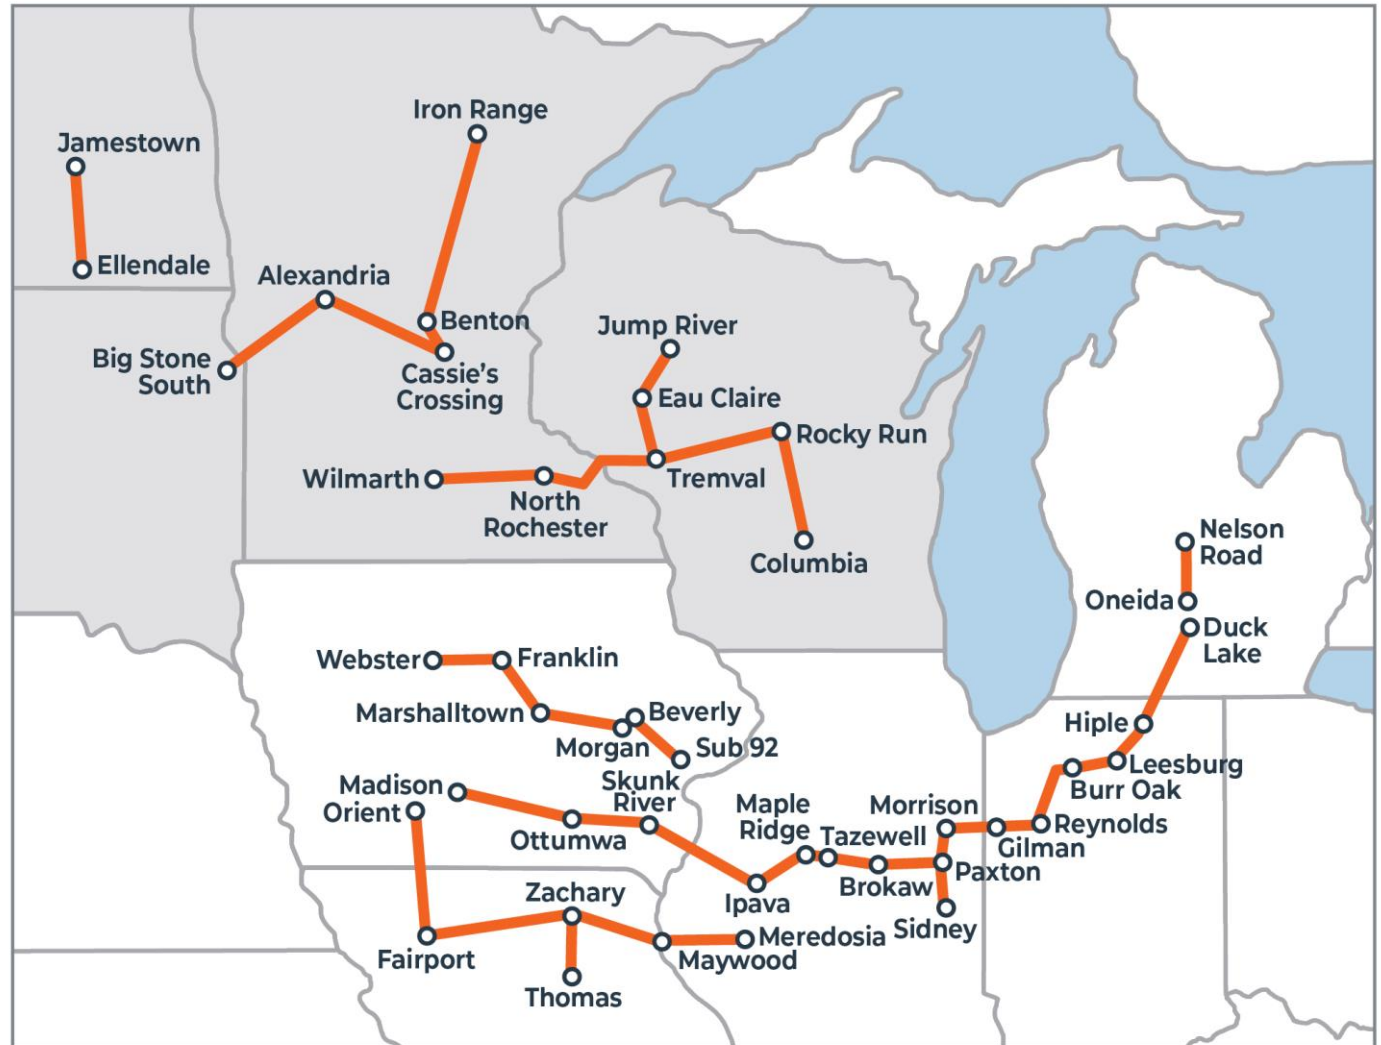 Iron Range
Jamestown
Ellendale
Alexandria
Benton
Jump River
Big Stone
South
Cassie's
Crossing
Eau Claire
Rocky Run
Wilmarth
Tremval
North
Rochester
Columbia
Nelson
Road
Oneida
Duck
Lake
Webster
Franklin
Marshalltown
Beverly
Morgan
Sub 92
Hiple
Leesburg
Burr Oak
Madison
Orient
Skunk
River
Maple
Ridge
Morrison
Reynolds
Ottumwa
Tazewell
Gilman
Paxton
Brokaw
Zachary
Ipava
Sidney
Meredosia
Fairport
Maywood
Thomas